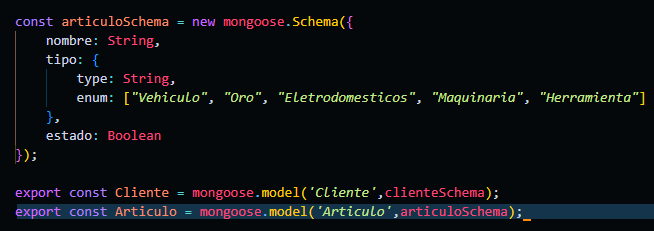 const articuloSchema = new mongoose.Schema({
    nombre: String,
    tipo: {
        type: String,
        enum: ["Vehiculo", "Oro", "Eletrodomesticos", "Maquinaria", "Herramienta"]
    },
    estado: Boolean
});
export const Cliente = mongoose.model('Cliente',clienteSchema);
export const Articulo = mongoose.model('Articulo',articuloSchema);